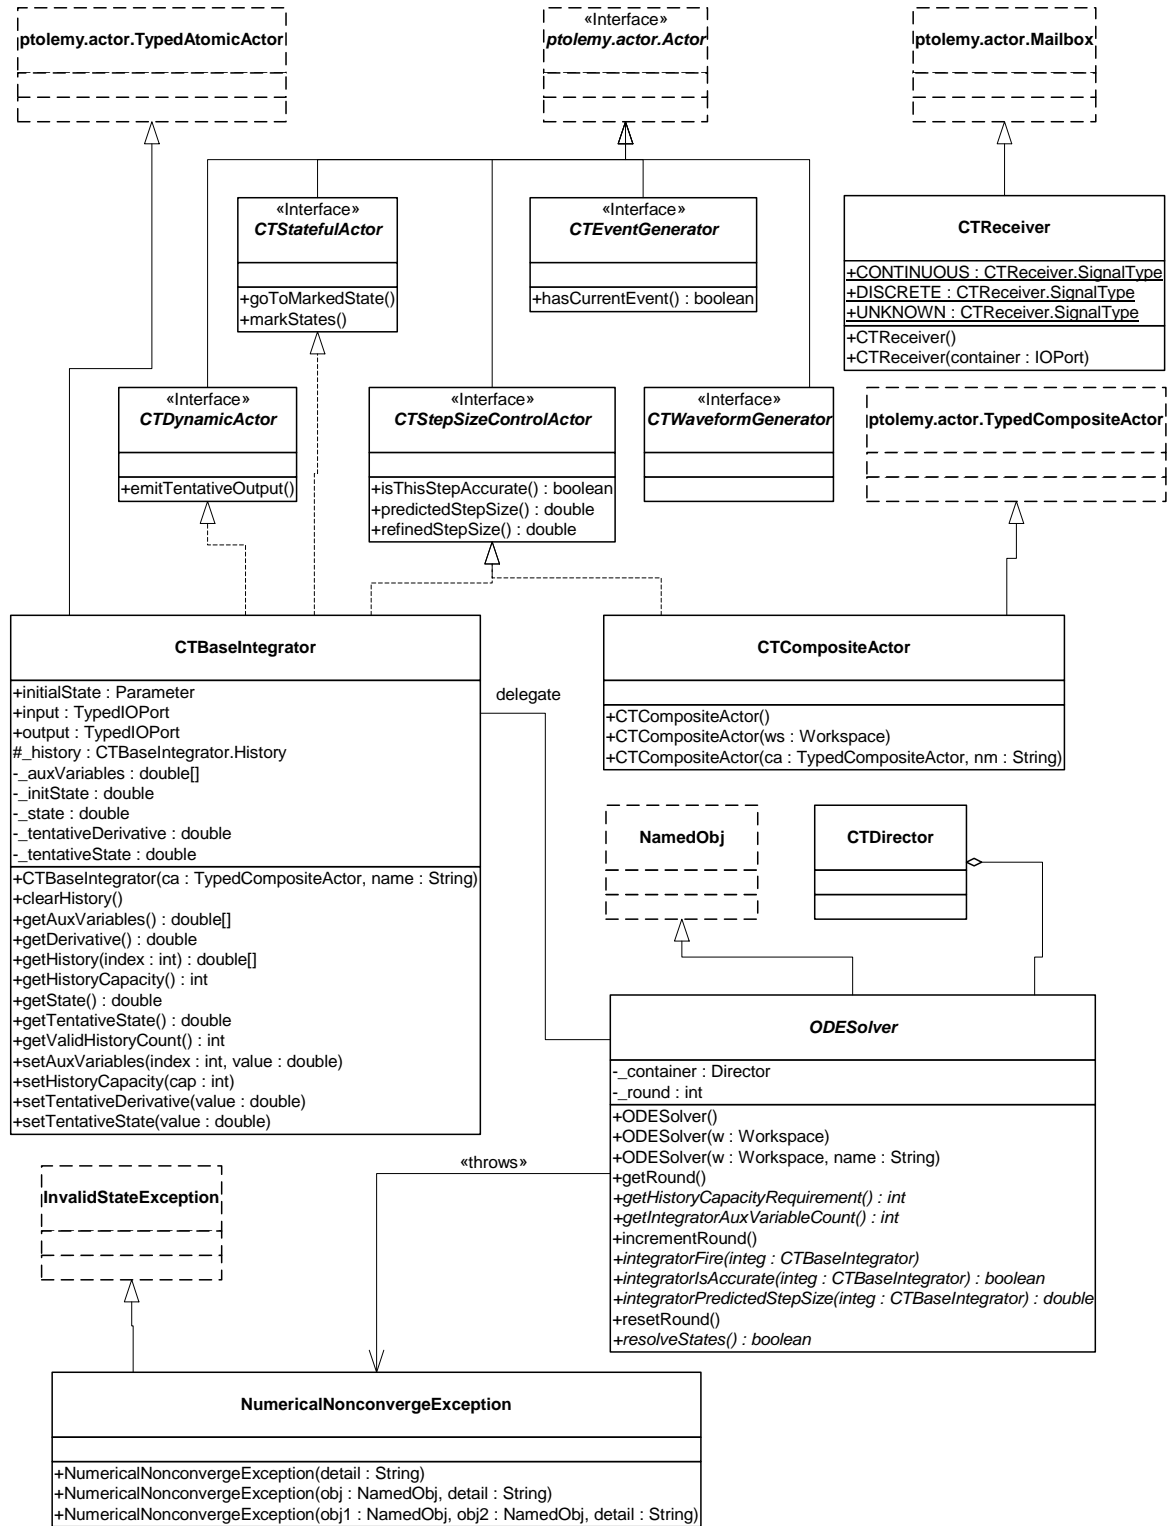 ptolemy.actor.TypedAtomicActor
«Interface»
ptolemy.actor.Actor
ptolemy.actor.Mailbox
«Interface»
CTStatefulActor
+goToMarkedState()
+markStates()
«Interface»
CTEventGenerator
+hasCurrentEvent() : boolean
CTReceiver
+CONTINUOUS : CTReceiver.SignalType
+DISCRETE : CTReceiver.SignalType
+UNKNOWN : CTReceiver.SignalType
+CTReceiver()
+CTReceiver(container : IOPort)
«Interface»
CTDynamicActor
+emitTentativeOutput()
«Interface»
CTStepSizeControlActor
+isThisStepAccurate() : boolean
+predictedStepSize() : double
+refinedStepSize() : double
«Interface»
CTWaveformGenerator
ptolemy.actor.TypedCompositeActor
CTBaseIntegrator
+initialState : Parameter
+input : TypedIOPort
+output : TypedIOPort
#_history : CTBaseIntegrator.History
-_auxVariables : double[]
-_initState : double
-_state : double
-_tentativeDerivative : double
-_tentativeState : double
+CTBaseIntegrator(ca : TypedCompositeActor, name : String)
+clearHistory()
+getAuxVariables() : double[]
+getDerivative() : double
+getHistory(index : int) : double[]
+getHistoryCapacity() : int
+getState() : double
+getTentativeState() : double
+getValidHistoryCount() : int
+setAuxVariables(index : int, value : double)
+setHistoryCapacity(cap : int)
+setTentativeDerivative(value : double)
+setTentativeState(value : double)
delegate
CTCompositeActor
+CTCompositeActor()
+CTCompositeActor(ws : Workspace)
+CTCompositeActor(ca : TypedCompositeActor, nm : String)
NamedObj
CTDirector
ODESolver
-_container : Director
-_round : int
+ODESolver()
+ODESolver(w : Workspace)
+ODESolver(w : Workspace, name : String)
+getRound()
+getHistoryCapacityRequirement() : int
+getIntegratorAuxVariableCount() : int
+incrementRound()
+integratorFire(integ : CTBaseIntegrator)
+integratorIsAccurate(integ : CTBaseIntegrator) : boolean
+integratorPredictedStepSize(integ : CTBaseIntegrator) : double
+resetRound()
+resolveStates() : boolean
«throws»
InvalidStateException
NumericalNonconvergeException
+NumericalNonconvergeException(detail : String)
+NumericalNonconvergeException(obj : NamedObj, detail : String)
+NumericalNonconvergeException(obj1 : NamedObj, obj2 : NamedObj, detail : String)